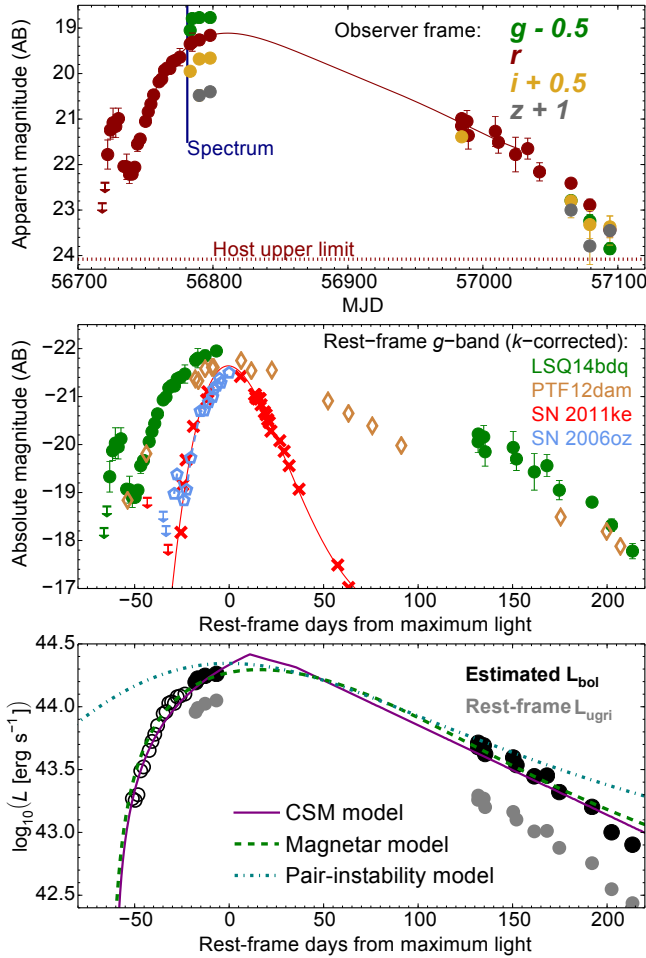 Observer frame:
g - 0.5
r
i + 0.5
z + 1
Spectrum
Host upper limit
19
20
21
22
23
24
Apparent magnitude (AB)
56700 56800 56900 57000 57100
MJD
Rest−frame g−band (k−corrected):
LSQ14bdq
PTF12dam
SN 2011ke
SN 2006oz
−22
−21
−20
−19
−18
−17
Absolute magnitude (AB)
−50 0 50 100 150 200
Rest−frame days from maximum light
Estimated Lbol
Rest−frame Lugri
CSM model
Magnetar model
Pair−instability model
44.5
44.0
43.5
43.0
42.5
log10(L [erg s−1])
−50 0 50 100 150 200
Rest−frame days from maximum light